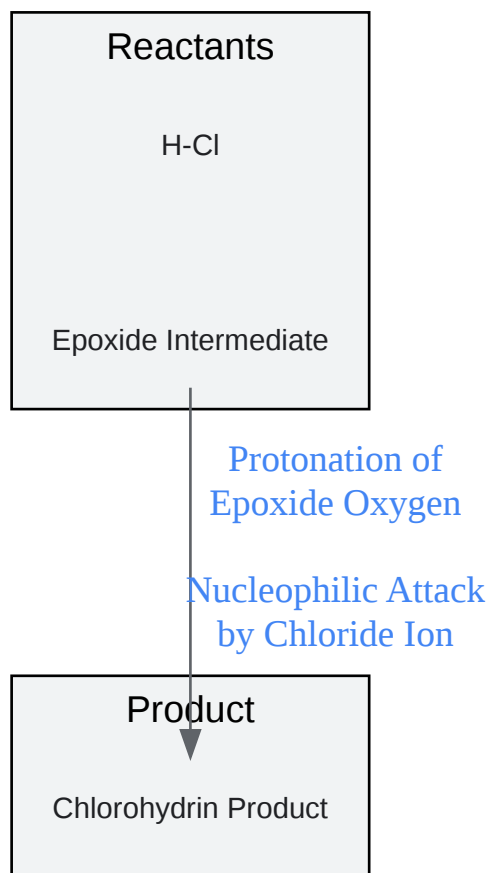 Reactants
H-Cl
Epoxide Intermediate
Protonation of
Epoxide Oxygen
Nucleophilic Attack
by Chloride Ion
Product
Chlorohydrin Product